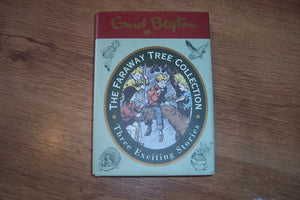 Enid Blyton
THE FARAWAY TREE COLLECTION
Three Exciting Stories